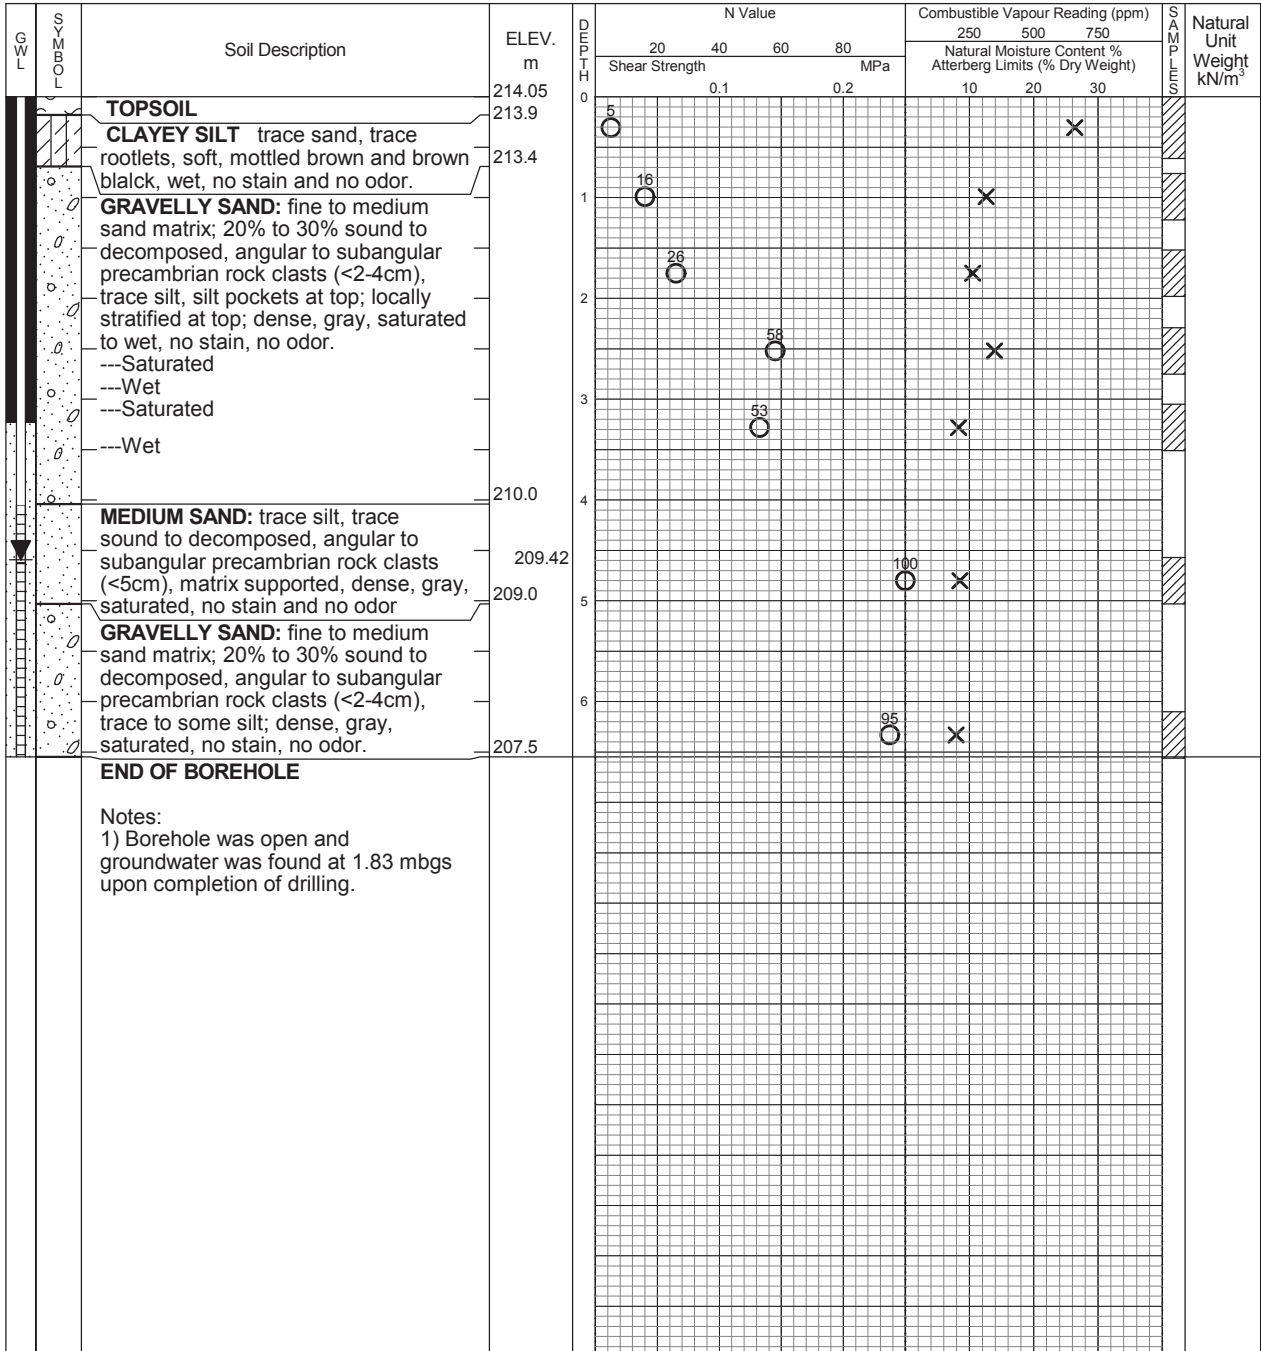 GWL
SYMBOL
Soil Description
ELEV.
m
DEPTH
N Value
20 40 60 80
Shear Strength MPa
0.1 0.2
Combustible Vapour Reading (ppm)
250 500 750
Natural Moisture Content %
Atterberg Limits (% Dry Weight)
10 20 30
SAMPLES
Natural
Unit
Weight
kN/m³
214.05
0
TOPSOIL
213.9
5
CLAYEY SILT trace sand, trace
rootlets, soft, mottled brown and brown
213.4
blalck, wet, no stain and no odor.
16
1
GRAVELLY SAND: fine to medium
sand matrix; 20% to 30% sound to
decomposed, angular to subangular
26
precambrian rock clasts (<2-4cm),
trace silt, silt pockets at top; locally
2
stratified at top; dense, gray, saturated
to wet, no stain, no odor.
58
---Saturated
---Wet
3
---Saturated
53
---Wet
210.0
4
MEDIUM SAND: trace silt, trace
sound to decomposed, angular to
subangular precambrian rock clasts
209.42
100
(<5cm), matrix supported, dense, gray,
209.0
5
saturated, no stain and no odor
GRAVELLY SAND: fine to medium
sand matrix; 20% to 30% sound to
decomposed, angular to subangular
precambrian rock clasts (<2-4cm),
6
trace to some silt; dense, gray,
95
saturated, no stain, no odor.
207.5
END OF BOREHOLE
Notes:
1) Borehole was open and
groundwater was found at 1.83 mbgs
upon completion of drilling.